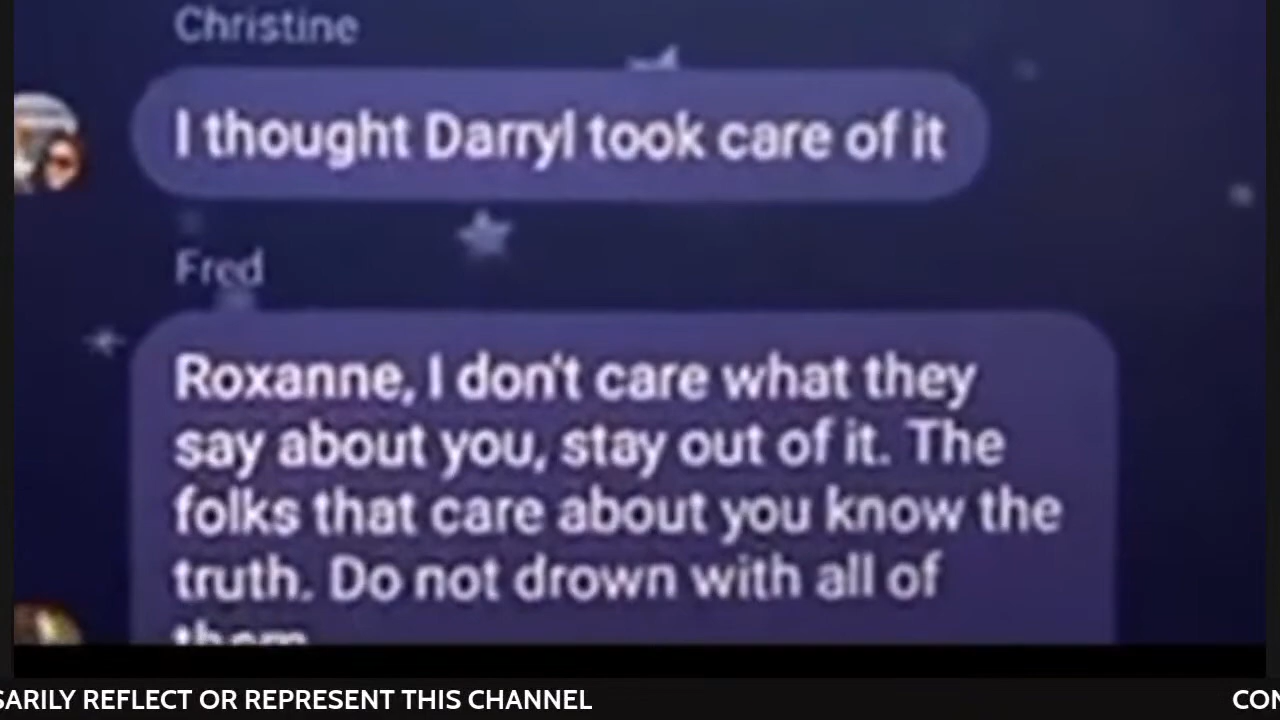 Christine
I thought Darryl took care of it
Fred
Roxanne, I don't care what they
say about you, stay out of it. The
folks that care about you know the
truth. Do not drown with all of
them
SARILY REFLECT OR REPRESENT THIS CHANNEL
CON